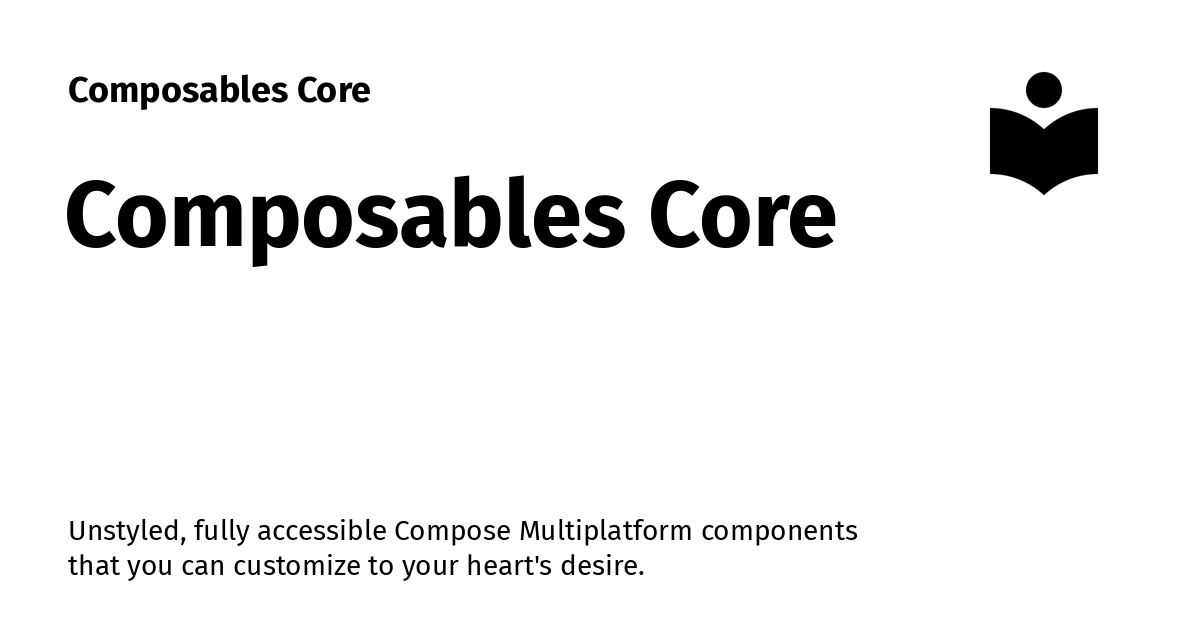 Composables Core
Composables Core
Unstyled, fully accessible Compose Multiplatform components
that you can customize to your heart's desire.